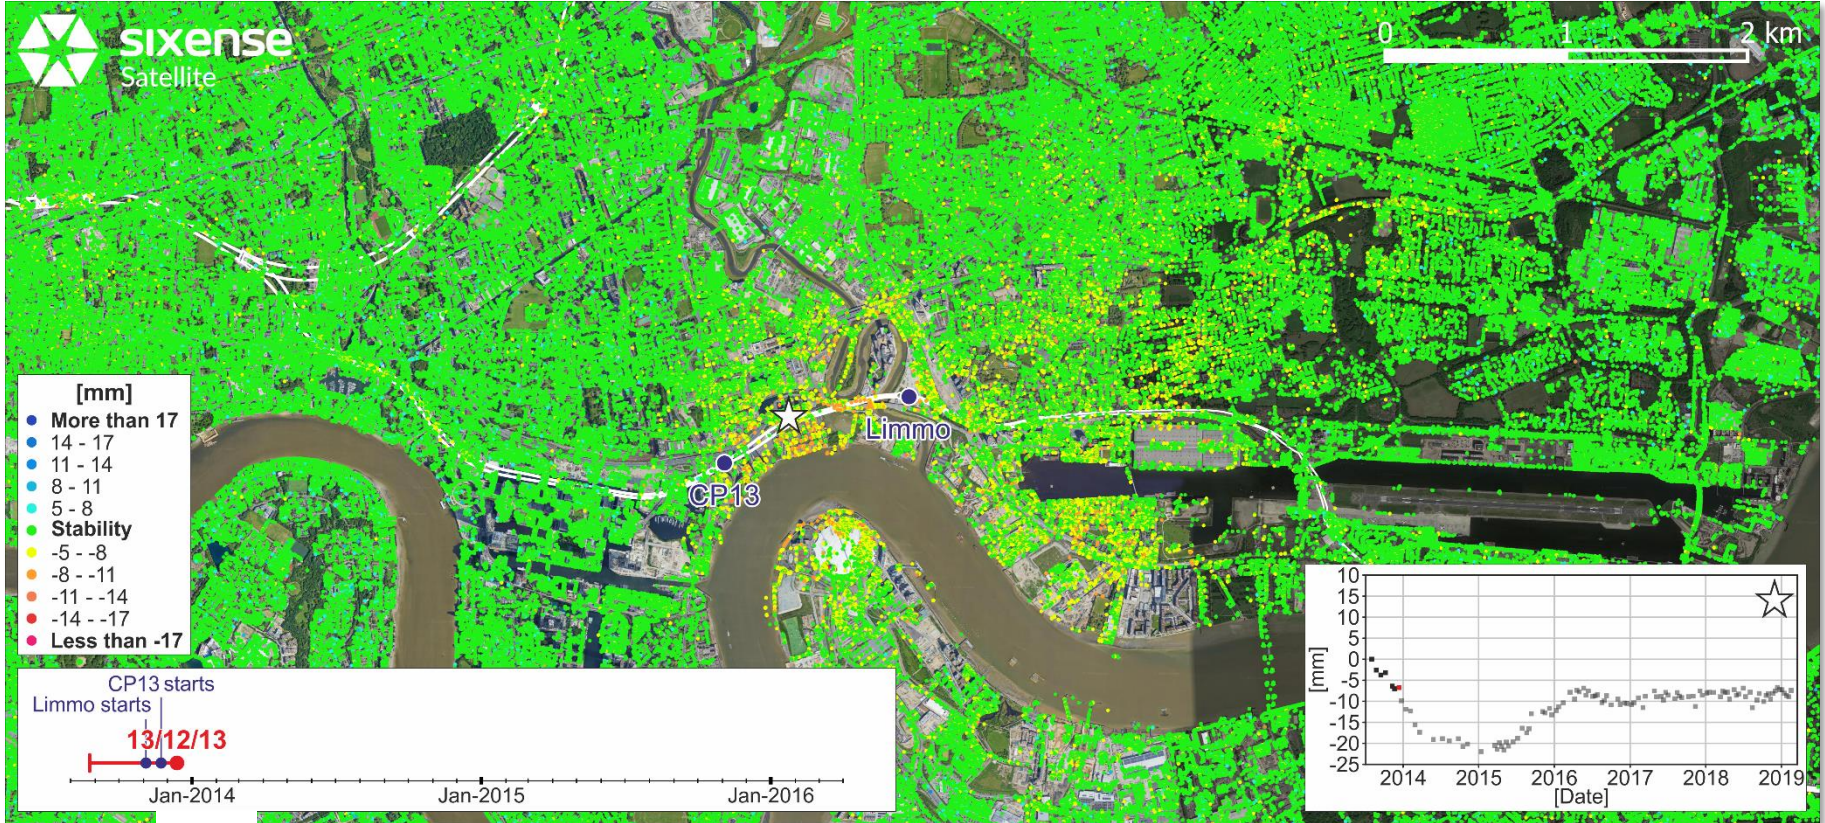 sixense
Satellite
0 1 2 km
Limmo
CP13
[mm]
More than 17
14 - 17
11 - 14
8 - 11
5 - 8
Stability
-5 - -8
-8 - -11
-11 - -14
-14 - -17
Less than -17
CP13 starts
Limmo starts
13/12/13
Jan-2014 Jan-2015 Jan-2016
10
15
10
5
0
-5
-10
-15
-20
-25
[mm]
2014 2015 2016 2017 2018 2019
[Date]